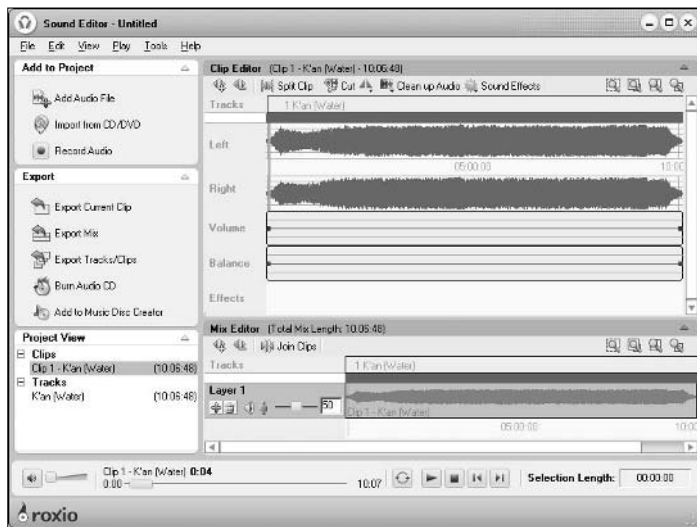 Sound Editor - Untitled
File Edit View Play Tools Help
Add to Project
Add Audio File
Import from CD/DVD
Record Audio
Export
Export Current Clip
Export Mix
Export Tracks/Clips
Burn Audio CD
Add to Music Disc Creator
Project View
Clips
Clip 1 - K'an (Water) (10:06:48)
Tracks
K'an (Water) (10:06:48)
Clip Editor (Clip 1 - K'an (Water) - 10:06:48)
Split Clip Cut Clean up Audio Sound Effects
Tracks 1 K'an (Water)
Left
05:00:00 10:00
Right
Volume
Balance
Effects
Mix Editor (Total Mix Length: 10:06:48)
Join Clips
Tracks 1 K'an (Water)
Layer 1
50
Clip 1 - K'an (Water)
05:00:00 10:00
Clip 1 - K'an (Water) 0:04
0:00 10:07 Selection Length: 00:00:00
roxio